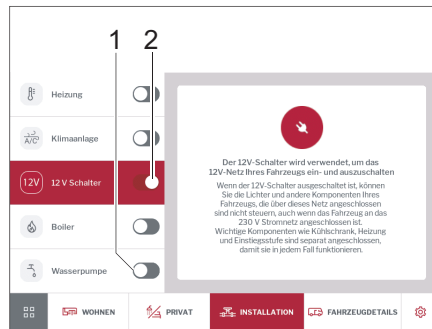 1 2
Heizung
A/C Klimaanlage
12V 12 V Schalter
Boiler
Wasserpumpe
Der 12V-Schalter wird verwendet, um das
12V-Netz Ihres Fahrzeugs ein- und auszuschalten
Wenn der 12V-Schalter ausgeschaltet ist, können
Sie die Lichter und andere Komponenten Ihres
Fahrzeugs, die über dieses Netz angeschlossen
sind nicht steuern, auch wenn das Fahrzeug an das
230 V Stromnetz angeschlossen ist.
Wichtige Komponenten wie Kühlschrank, Heizung
und Einstiegsstufe sind separat angeschlossen,
damit sie in jedem Fall funktionieren.
WOHNEN PRIVAT INSTALLATION FAHRZEUGDETAILS